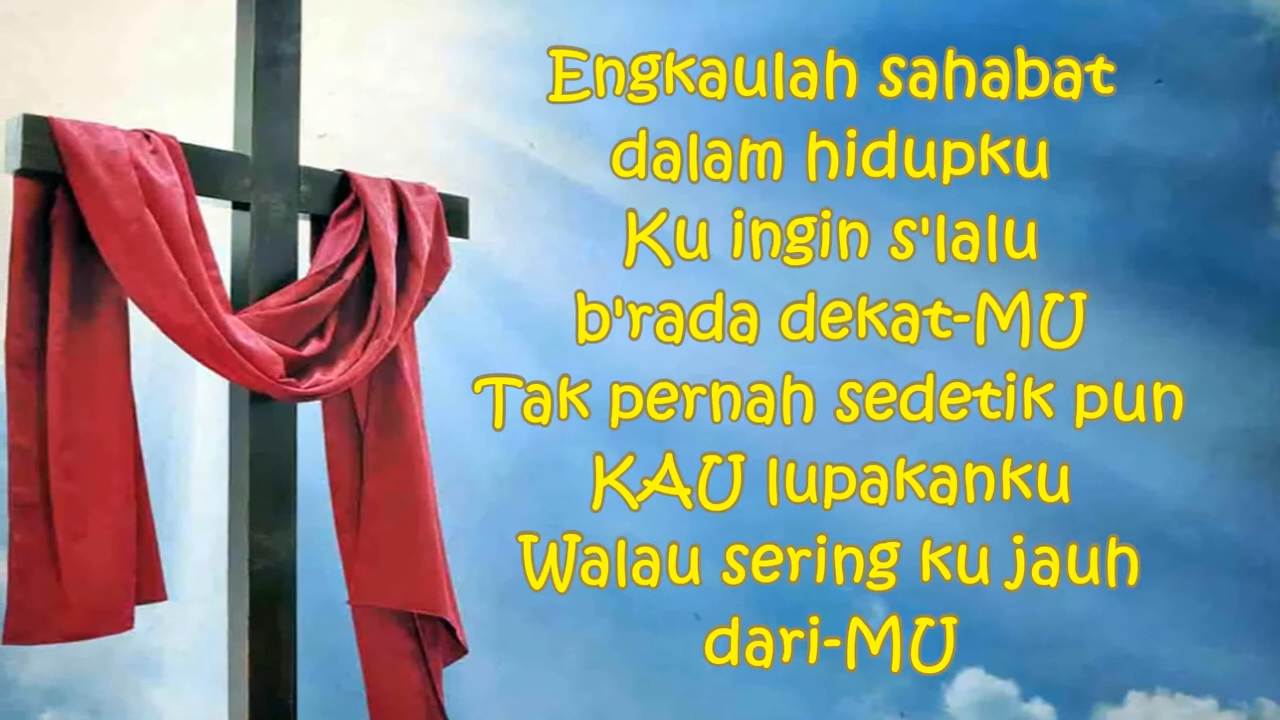 Engkaulah sahabat
dalam hidupku
Ku ingin s'lalu
b'rada dekat-MU
Tak pernah sedetik pun
KAU lupakanku
Walau sering ku jauh
dari-MU